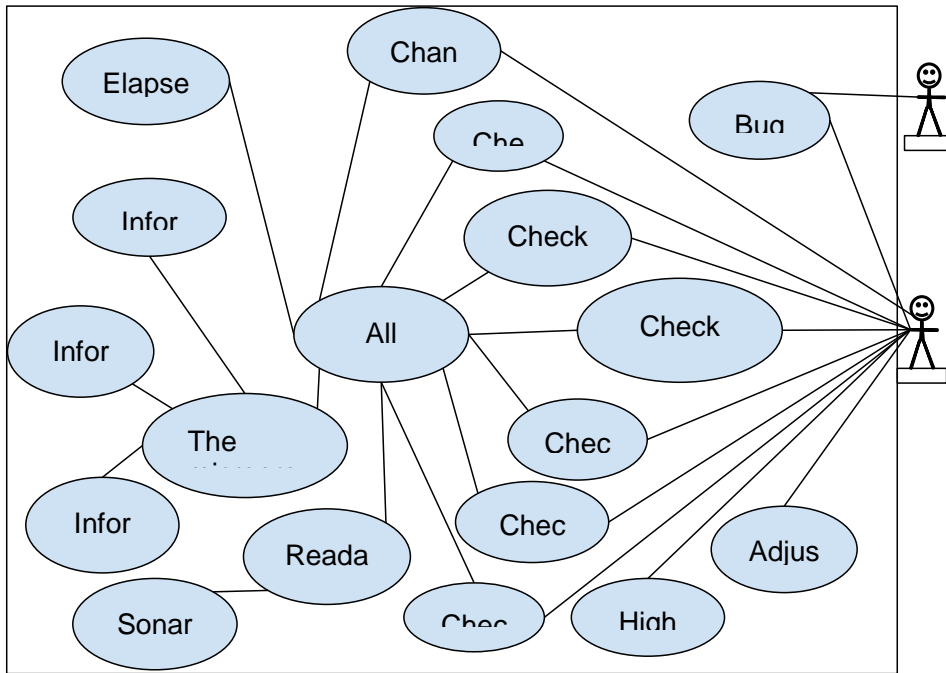 Elapse
Chan
Bug
Che
Infor
Check
All
Check
Infor
The
Chec
Infor
Chec
Reada
Adjus
Sonar
Chec
High